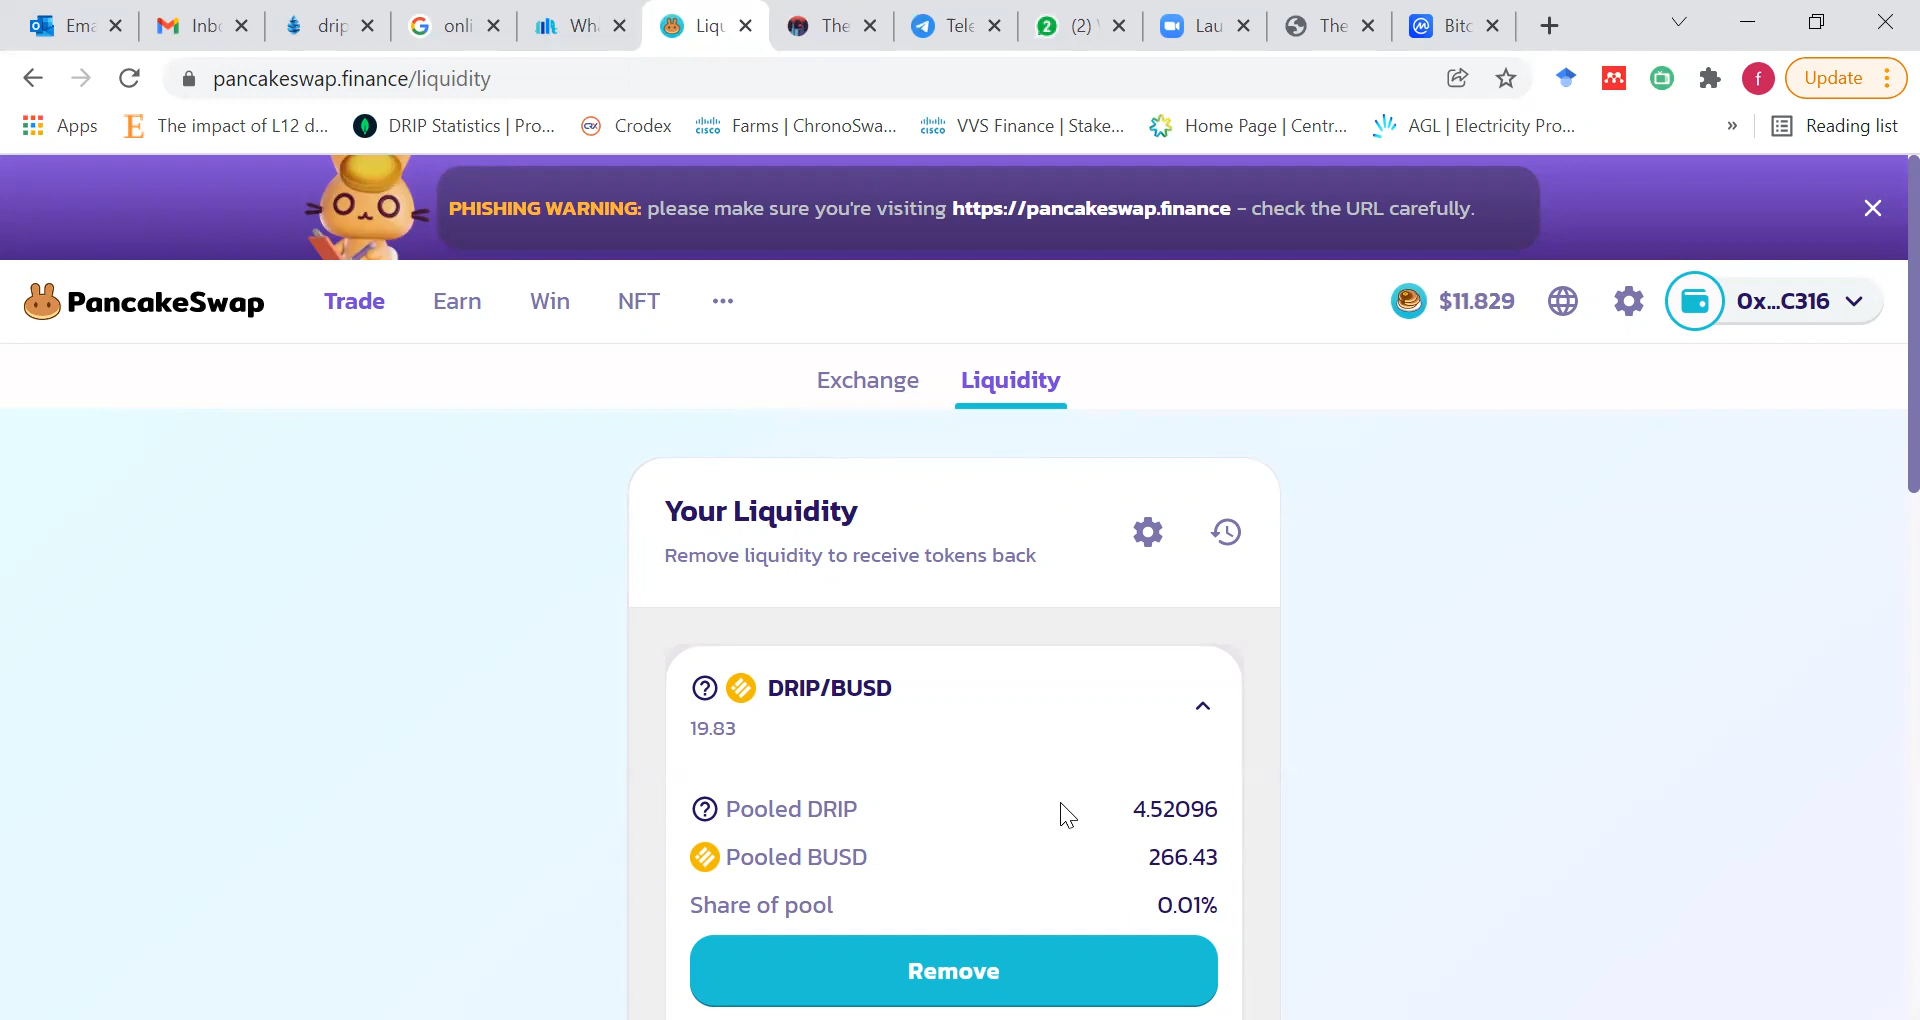 Ema
Inbo
drip
onli
Wha
Liqu
The
Tele
(2)
Lau
The
Bitc
pancakeswap.finance/liquidity
f
Update
Apps
The impact of L12 d...
DRIP Statistics | Pro...
Crodex
Farms | ChronoSwa...
VVS Finance | Stake...
Home Page | Centr...
AGL | Electricity Pro...
»
Reading list
PHISHING WARNING: please make sure you're visiting https://pancakeswap.finance - check the URL carefully.
PancakeSwap
Trade
Earn
Win
NFT
$11.829
0x...C316
Exchange
Liquidity
Your Liquidity
Remove liquidity to receive tokens back
DRIP/BUSD
19.83
Pooled DRIP 4.52096
Pooled BUSD 266.43
Share of pool 0.01%
Remove